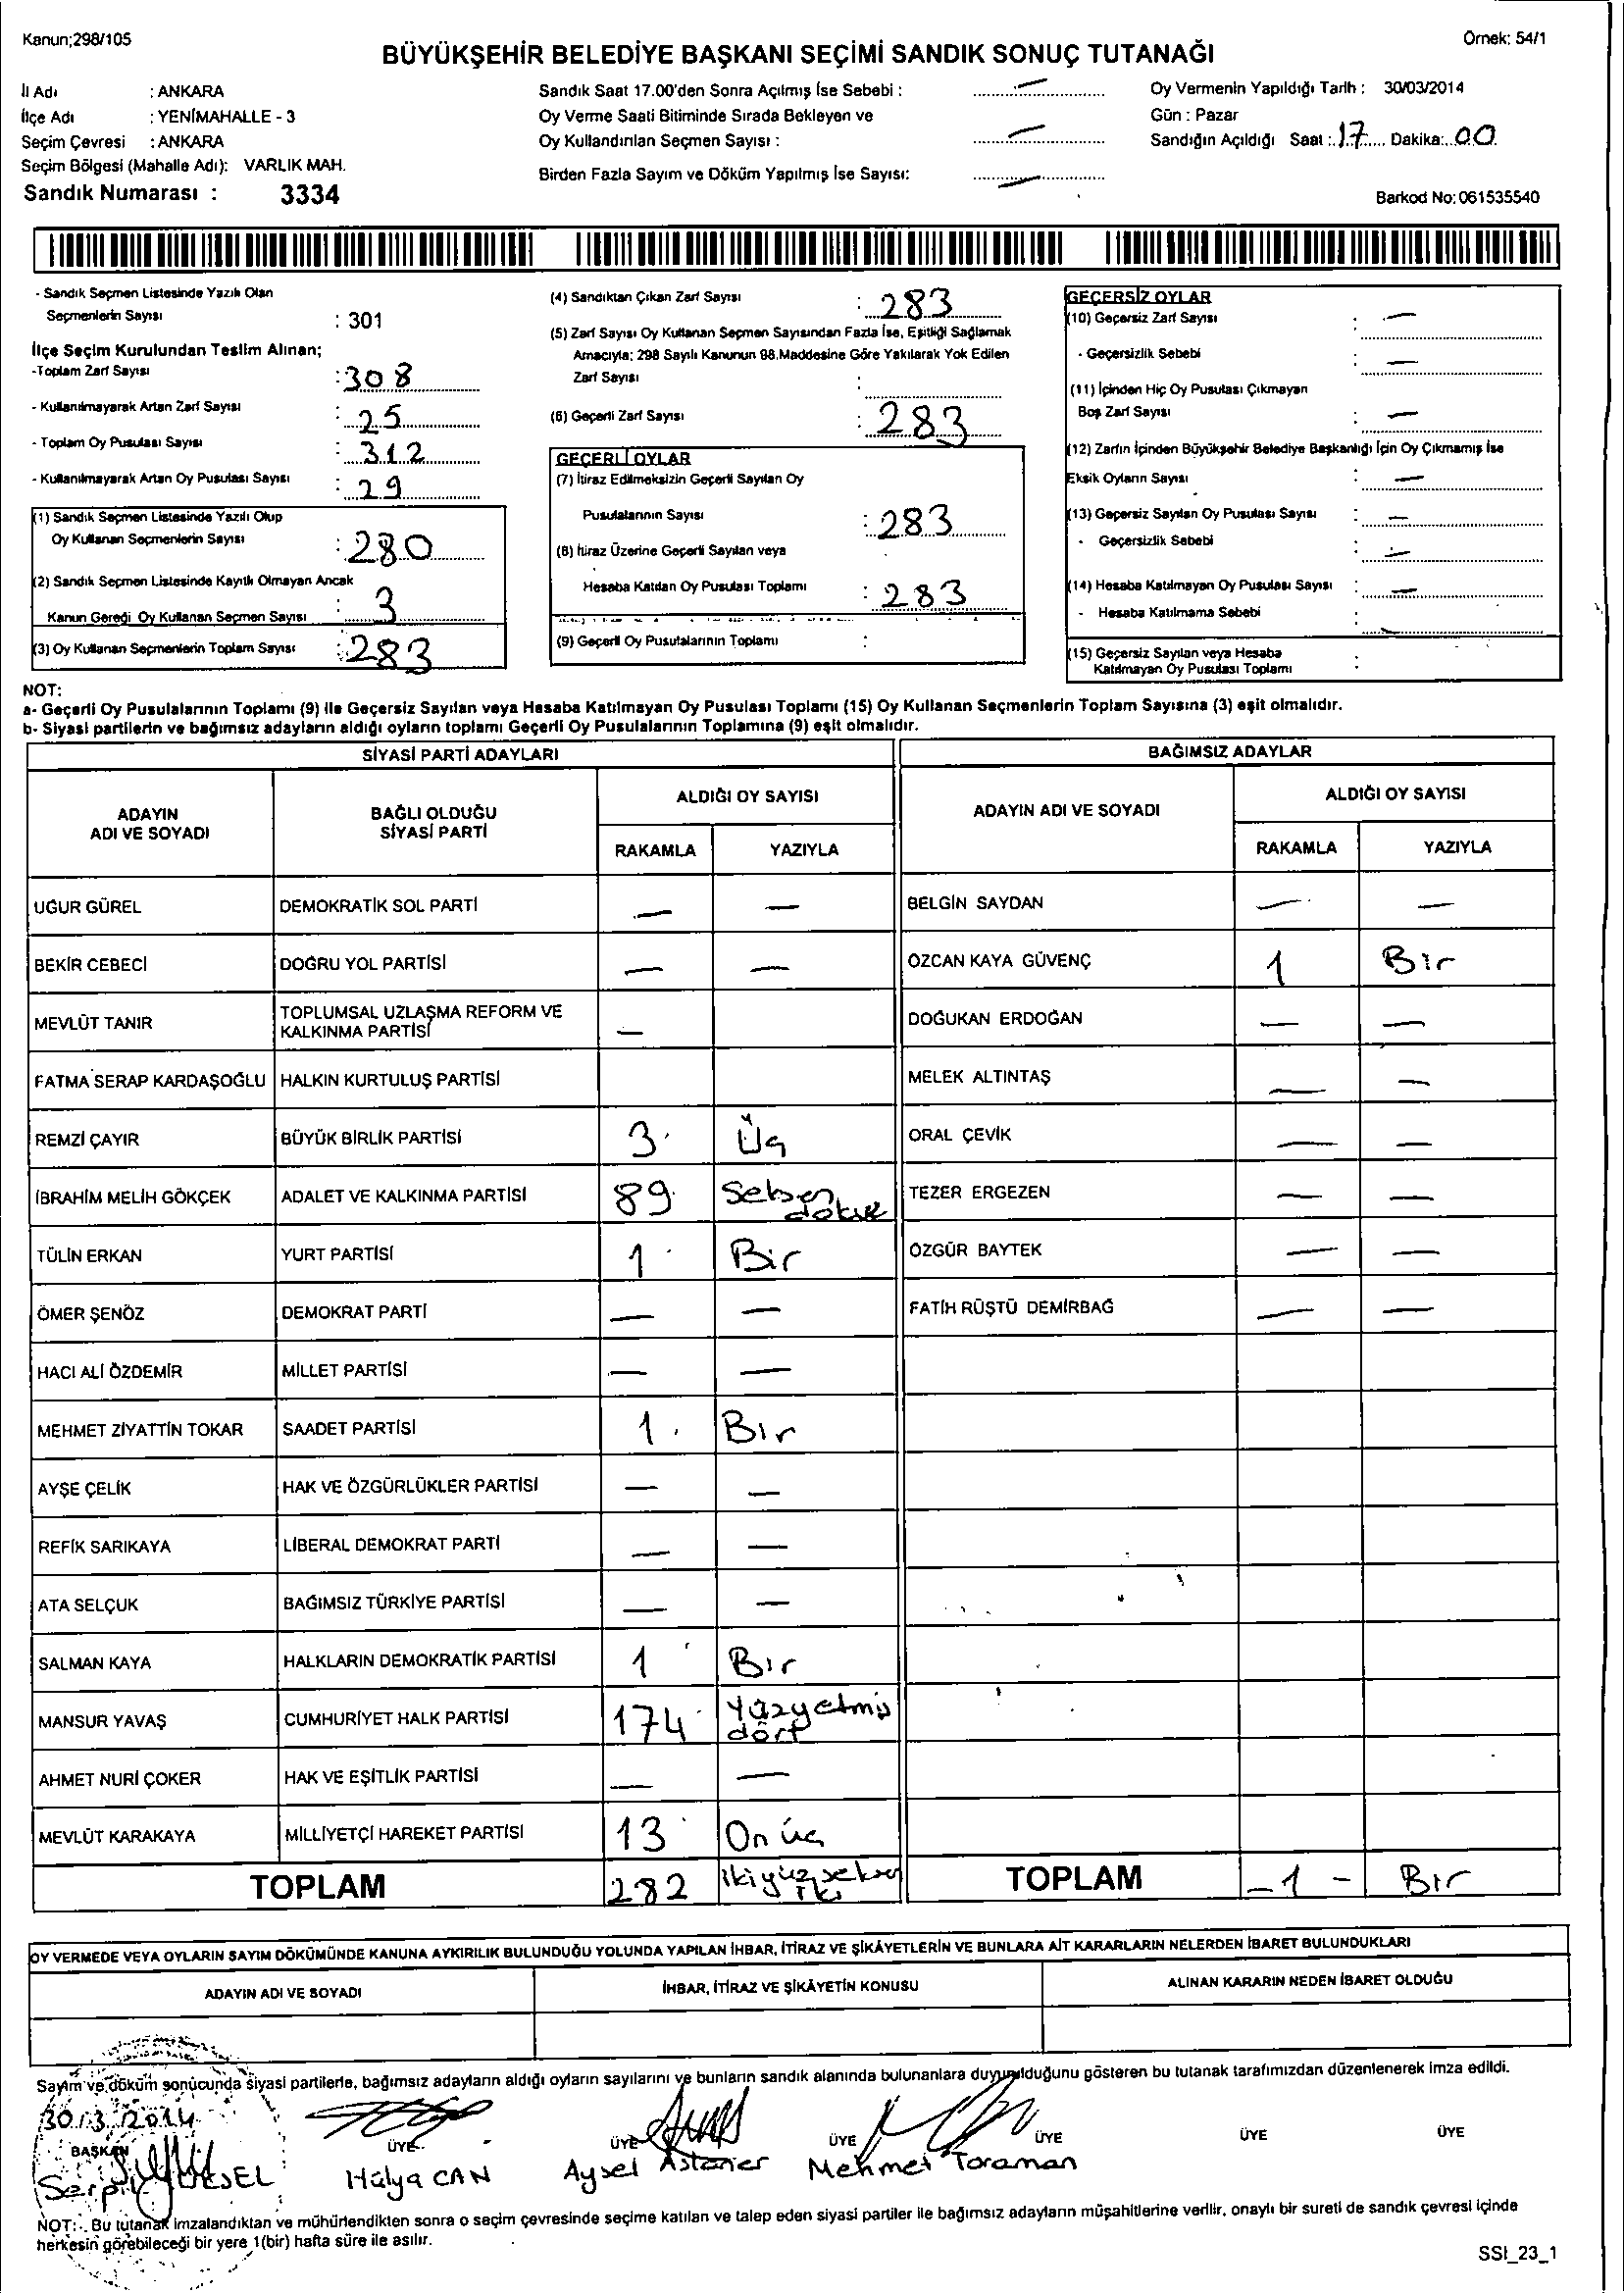 Kanun;298/105
Örnek: 54/1
BÜYÜKŞEHİR BELEDİYE BAŞKANI SEÇİMİ SANDIK SONUÇ TUTANAĞI
İl Adı : ANKARA
İlçe Adı : YENİMAHALLE - 3
Seçim Çevresi : ANKARA
Seçim Bölgesi (Mahalle Adı): VARLIK MAH.
Sandık Numarası : 3334
Sandık Saat 17.00'den Sonra Açılmış İse Sebebi : —
Oy Verme Saati Bitiminde Sırada Bekleyen ve
Oy Kullandırılan Seçmen Sayısı : —
Birden Fazla Sayım ve Döküm Yapılmış İse Sayısı: —
Oy Vermenin Yapıldığı Tarih : 30/03/2014
Gün : Pazar
Sandığın Açıldığı Saat : 17 Dakika: 00
Barkod No: 061535540
- Sandık Seçmen Listesinde Yazılı Olan
Seçmenlerin Sayısı : 301
İlçe Seçim Kurulundan Teslim Alınan;
-Toplam Zarf Sayısı : 308
- Kullanılmayarak Artan Zarf Sayısı : 25
- Toplam Oy Pusulası Sayısı : 312
- Kullanılmayarak Artan Oy Pusulası Sayısı : 29
(1) Sandık Seçmen Listesinde Yazılı Olup
Oy Kullanan Seçmenlerin Sayısı : 280
(2) Sandık Seçmen Listesinde Kayıtlı Olmayan Ancak
Kanun Gereği Oy Kullanan Seçmen Sayısı : 3
(3) Oy Kullanan Seçmenlerin Toplam Sayısı : 283
(4) Sandıktan Çıkan Zarf Sayısı : 283
(5) Zarf Sayısı Oy Kullanan Seçmen Sayısından Fazla İse, Eşitliği Sağlamak
Amacıyla; 298 Sayılı Kanunun 98.Maddesine Göre Yakılarak Yok Edilen
Zarf Sayısı :
(6) Geçerli Zarf Sayısı : 283
GEÇERLİ OYLAR
(7) İtiraz Edilmeksizin Geçerli Sayılan Oy
Pusulalarının Sayısı : 283
(8) İtiraz Üzerine Geçerli Sayılan veya
Hesaba Katılan Oy Pusulası Toplamı : 283
(9) Geçerli Oy Pusulalarının Toplamı :
GEÇERSİZ OYLAR
(10) Geçersiz Zarf Sayısı : —
- Geçersizlik Sebebi : —
(11) İçinden Hiç Oy Pusulası Çıkmayan
Boş Zarf Sayısı : —
(12) Zarfın İçinden Büyükşehir Belediye Başkanlığı İçin Oy Çıkmamış İse
Eksik Oyların Sayısı : —
(13) Geçersiz Sayılan Oy Pusulası Sayısı : —
- Geçersizlik Sebebi : —
(14) Hesaba Katılmayan Oy Pusulası Sayısı : —
- Hesaba Katılmama Sebebi :
(15) Geçersiz Sayılan veya Hesaba
Katılmayan Oy Pusulası Toplamı :
NOT:
a- Geçerli Oy Pusulalarının Toplamı (9) ile Geçersiz Sayılan veya Hesaba Katılmayan Oy Pusulası Toplamı (15) Oy Kullanan Seçmenlerin Toplam Sayısına (3) eşit olmalıdır.
b- Siyasi partilerin ve bağımsız adayların aldığı oyların toplamı Geçerli Oy Pusulalarının Toplamına (9) eşit olmalıdır.
SİYASİ PARTİ ADAYLARI
ADAYIN ADI VE SOYADI
BAĞLI OLDUĞU SİYASİ PARTİ
ALDIĞI OY SAYISI
RAKAMLA YAZIYLA
UĞUR GÜREL DEMOKRATİK SOL PARTİ — —
BEKİR CEBECİ DOĞRU YOL PARTİSİ — —
MEVLÜT TANIR TOPLUMSAL UZLAŞMA REFORM VE
KALKINMA PARTİSİ —
FATMA SERAP KARDAŞOĞLU HALKIN KURTULUŞ PARTİSİ
REMZİ ÇAYIR BÜYÜK BİRLİK PARTİSİ 3 Üç
İBRAHİM MELİH GÖKÇEK ADALET VE KALKINMA PARTİSİ 89 Seksen
dokuz
TÜLİN ERKAN YURT PARTİSİ 1 Bir
ÖMER ŞENÖZ DEMOKRAT PARTİ — —
HACI ALİ ÖZDEMİR MİLLET PARTİSİ — —
MEHMET ZİYATTİN TOKAR SAADET PARTİSİ 1 Bir
AYŞE ÇELİK HAK VE ÖZGÜRLÜKLER PARTİSİ — —
REFİK SARIKAYA LİBERAL DEMOKRAT PARTİ — —
ATA SELÇUK BAĞIMSIZ TÜRKİYE PARTİSİ — —
SALMAN KAYA HALKLARIN DEMOKRATİK PARTİSİ 1 Bir
MANSUR YAVAŞ CUMHURİYET HALK PARTİSİ 174 Yüzyetmiş
dört
AHMET NURİ ÇOKER HAK VE EŞİTLİK PARTİSİ — —
MEVLÜT KARAKAYA MİLLİYETÇİ HAREKET PARTİSİ 13 On üç
TOPLAM 282 ikiyüzseksen
iki
BAĞIMSIZ ADAYLAR
ADAYIN ADI VE SOYADI
ALDIĞI OY SAYISI
RAKAMLA YAZIYLA
BELGİN SAYDAN — —
ÖZCAN KAYA GÜVENÇ 1 Bir
DOĞUKAN ERDOĞAN — —
MELEK ALTINTAŞ — —
ORAL ÇEVİK — —
TEZER ERGEZEN — —
ÖZGÜR BAYTEK — —
FATİH RÜŞTÜ DEMİRBAĞ — —
TOPLAM -1- Bir
OY VERMEDE VEYA OYLARIN SAYIM DÖKÜMÜNDE KANUNA AYKIRILIK BULUNDUĞU YOLUNDA YAPILAN İHBAR, İTİRAZ VE ŞİKÂYETLERİN VE BUNLARA AİT KARARLARIN NELERDEN İBARET BULUNDUKLARI
ADAYIN ADI VE SOYADI
İHBAR, İTİRAZ VE ŞİKÂYETİN KONUSU
ALINAN KARARIN NEDEN İBARET OLDUĞU
Sayım ve döküm sonucunda siyasi partilerle, bağımsız adayların aldığı oyların sayılarını ve bunların sandık alanında bulunanlara duyurulduğunu gösteren bu tutanak tarafımızdan düzenlenerek imza edildi.
30/3/2014
BAŞKAN ÜYE ÜYE ÜYE ÜYE ÜYE ÜYE
Hülya CAN Aysel Mehmet Toraman
NOT:. Bu tutanak imzalandıktan ve mühürlendikten sonra o seçim çevresinde seçime katılan ve talep eden siyasi partiler ile bağımsız adayların müşahitlerine verilir, onaylı bir sureti de sandık çevresi içinde
herkesin görebileceği bir yere 1(bir) hafta süre ile asılır.
SSI_23_1